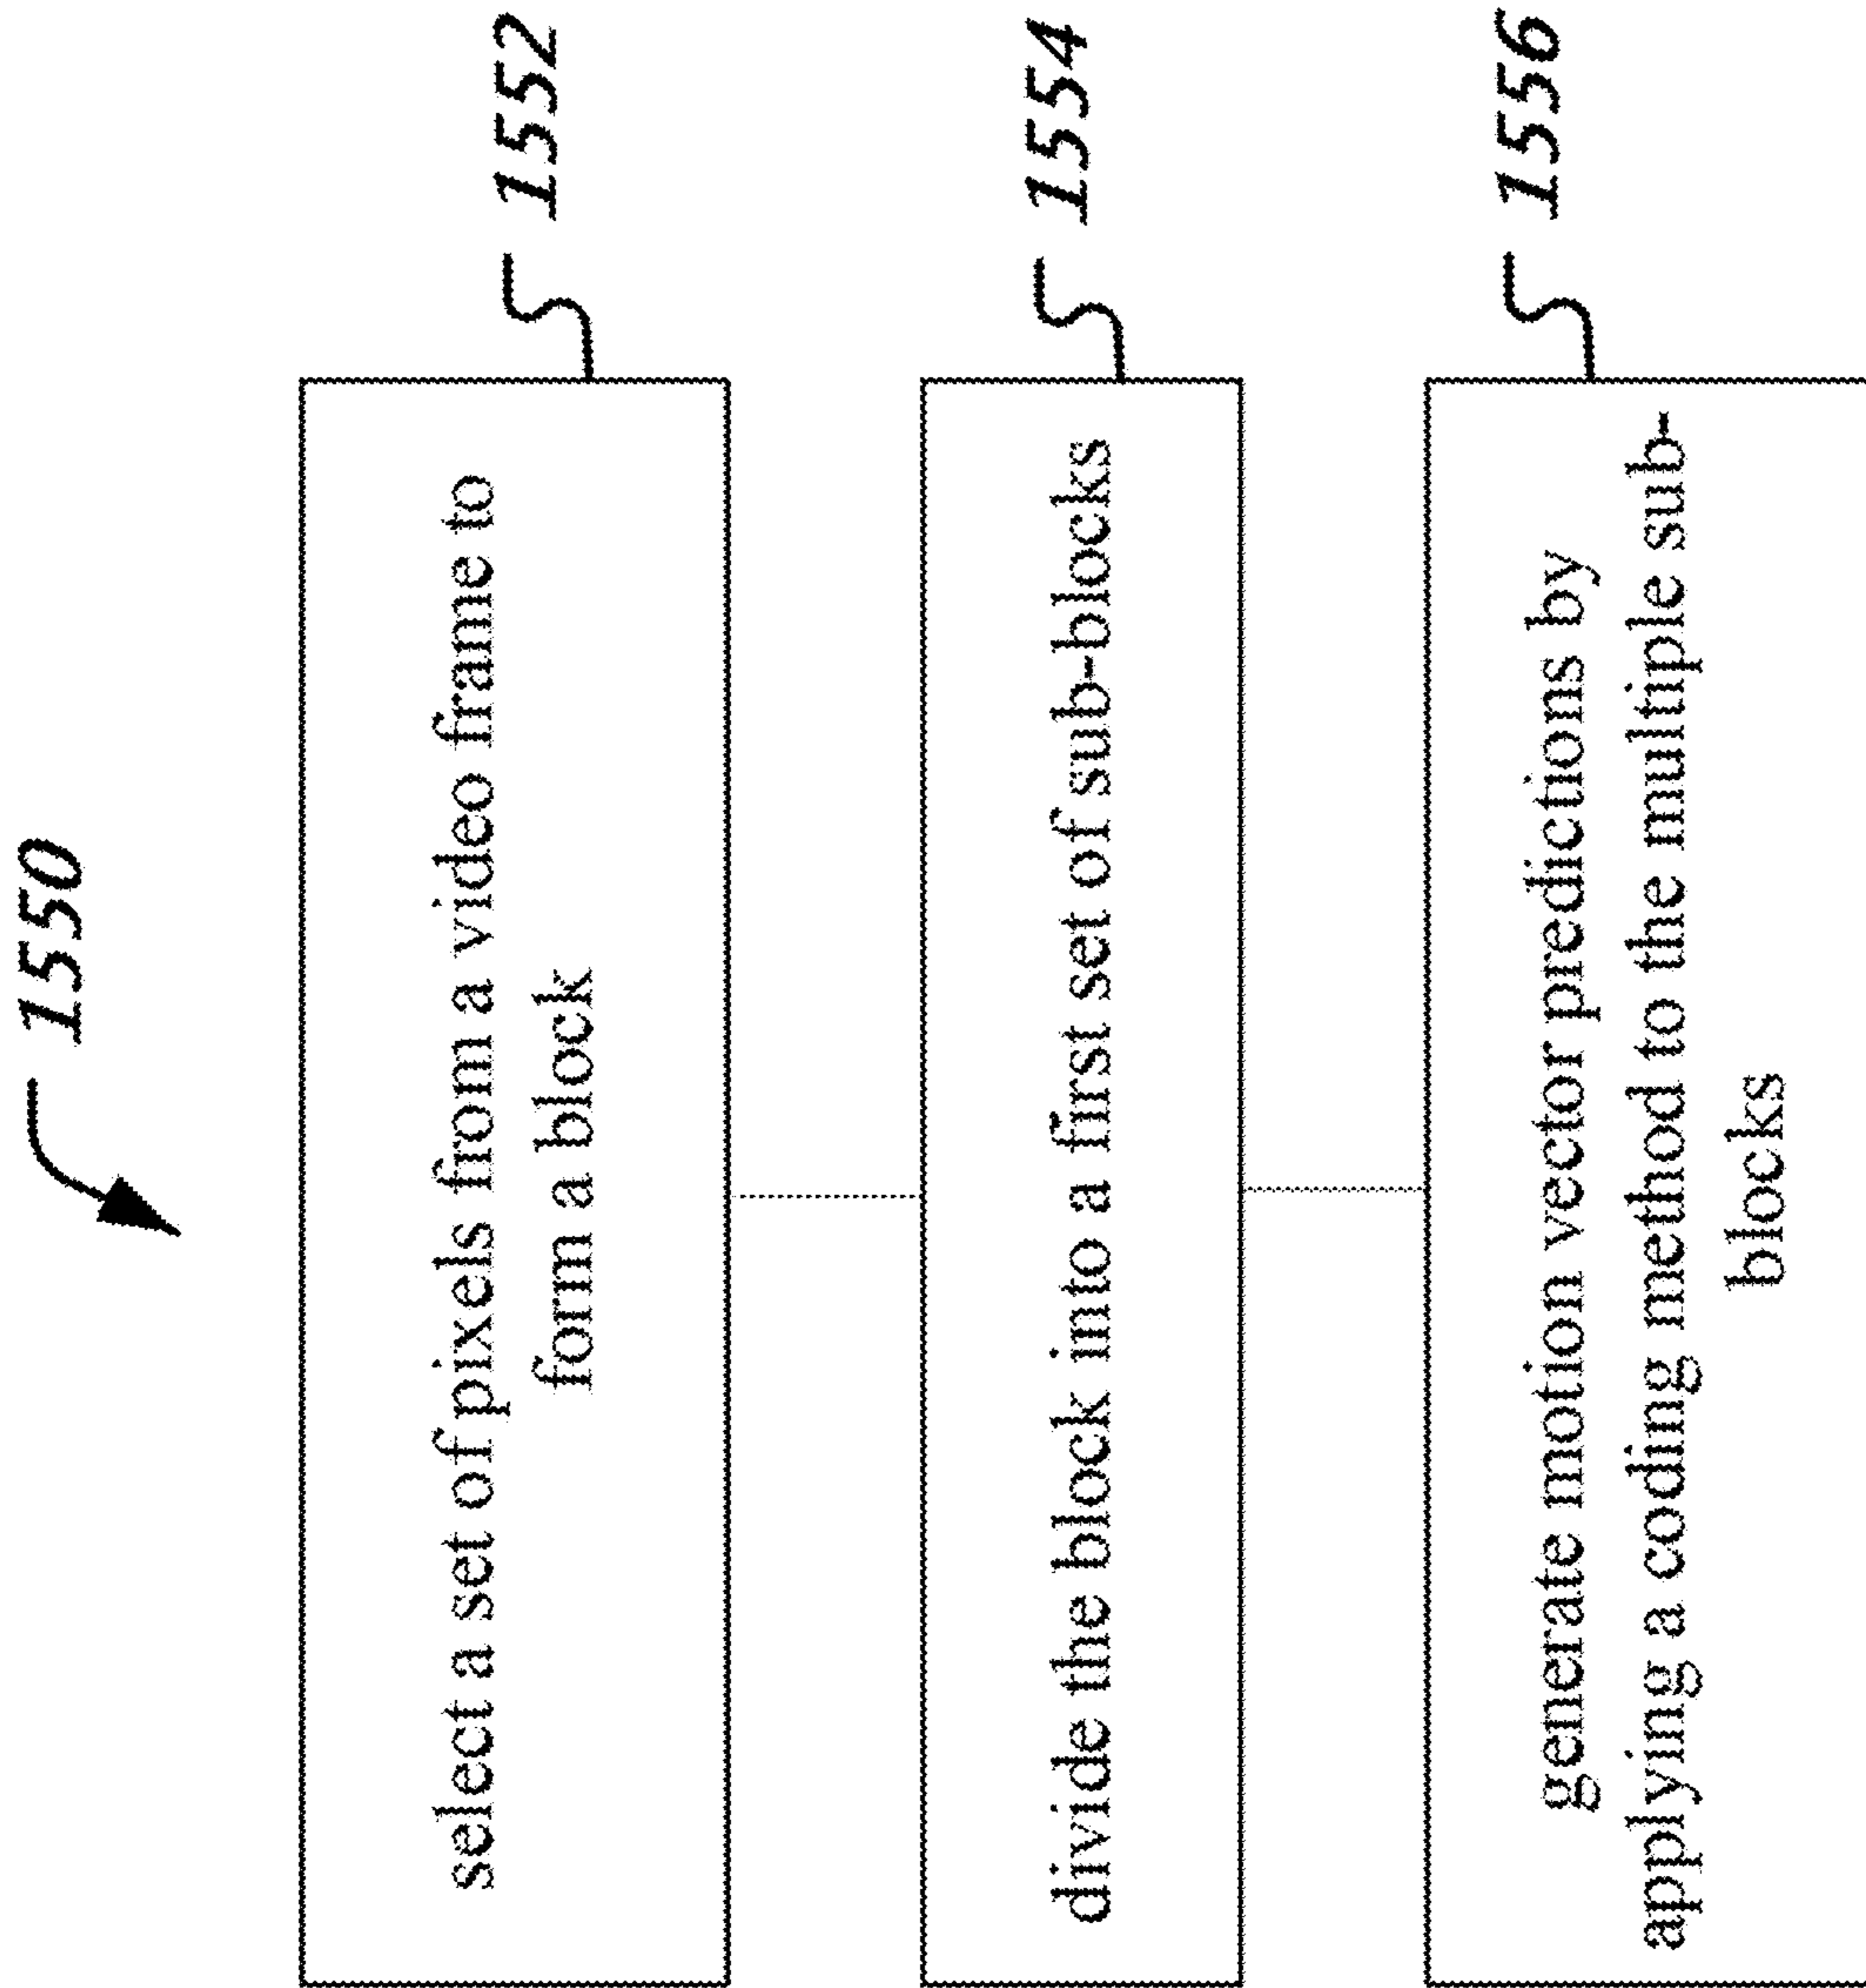 1550
select a set of pixels from a video frame to
form a block
1552
divide the block into a first set of sub-blocks
1554
generate motion vector predictions by
applying a coding method to the multiple sub-
blocks
1556